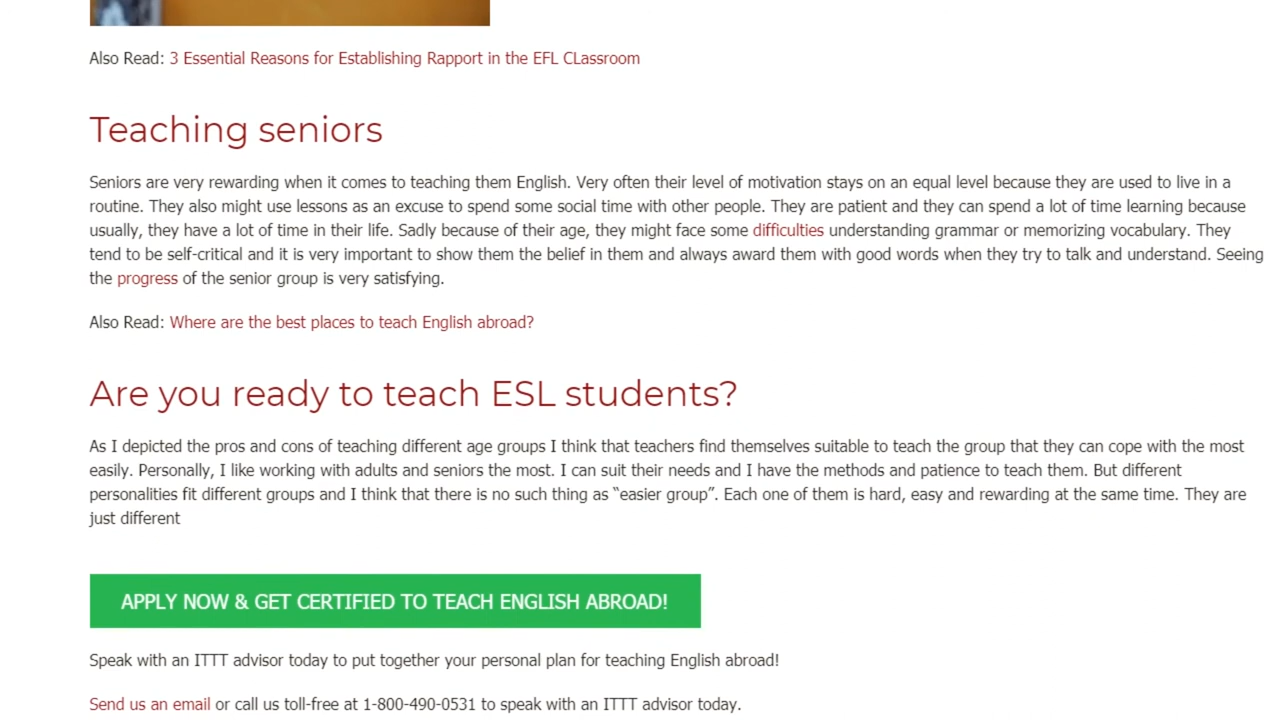 Also Read: 3 Essential Reasons for Establishing Rapport in the EFL CLassroom
Teaching seniors
Seniors are very rewarding when it comes to teaching them English. Very often their level of motivation stays on an equal level because they are used to live in a
routine. They also might use lessons as an excuse to spend some social time with other people. They are patient and they can spend a lot of time learning because
usually, they have a lot of time in their life. Sadly because of their age, they might face some difficulties understanding grammar or memorizing vocabulary. They
tend to be self-critical and it is very important to show them the belief in them and always award them with good words when they try to talk and understand. Seeing
the progress of the senior group is very satisfying.
Also Read: Where are the best places to teach English abroad?
Are you ready to teach ESL students?
As I depicted the pros and cons of teaching different age groups I think that teachers find themselves suitable to teach the group that they can cope with the most
easily. Personally, I like working with adults and seniors the most. I can suit their needs and I have the methods and patience to teach them. But different
personalities fit different groups and I think that there is no such thing as “easier group”. Each one of them is hard, easy and rewarding at the same time. They are
just different
APPLY NOW & GET CERTIFIED TO TEACH ENGLISH ABROAD!
Speak with an ITTT advisor today to put together your personal plan for teaching English abroad!
Send us an email or call us toll-free at 1-800-490-0531 to speak with an ITTT advisor today.